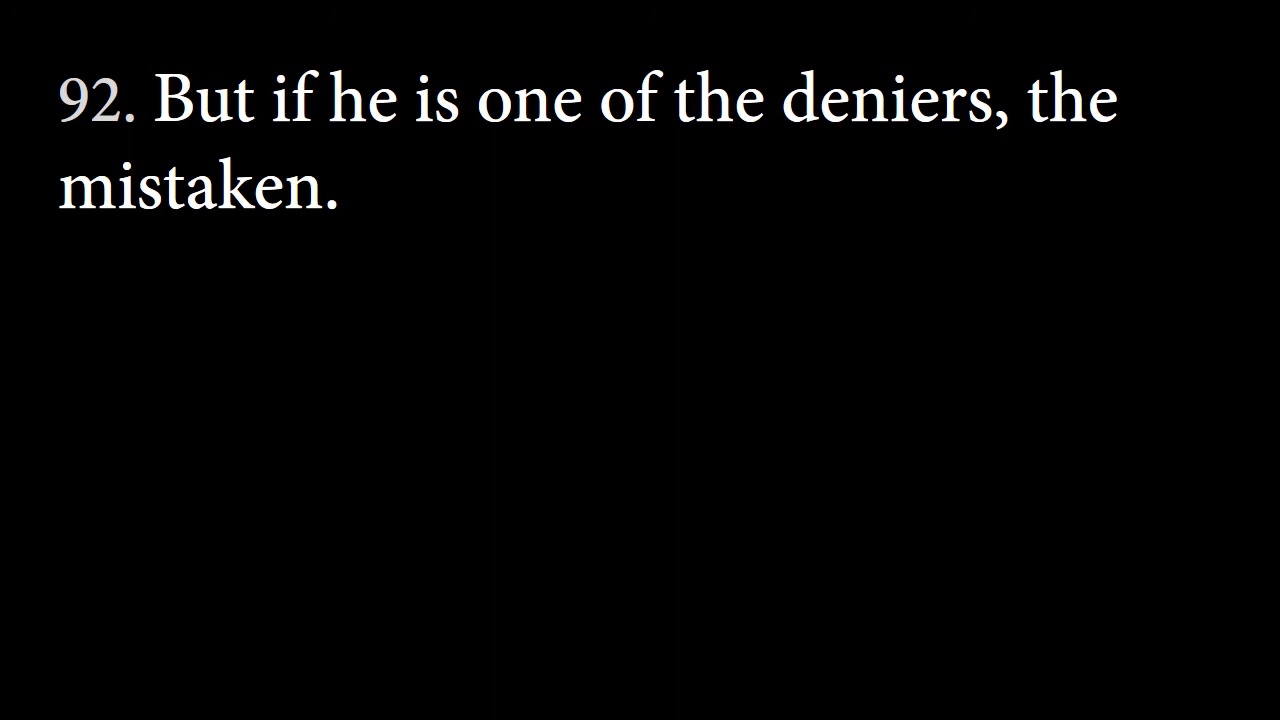 92. But if he is one of the deniers, the
mistaken.